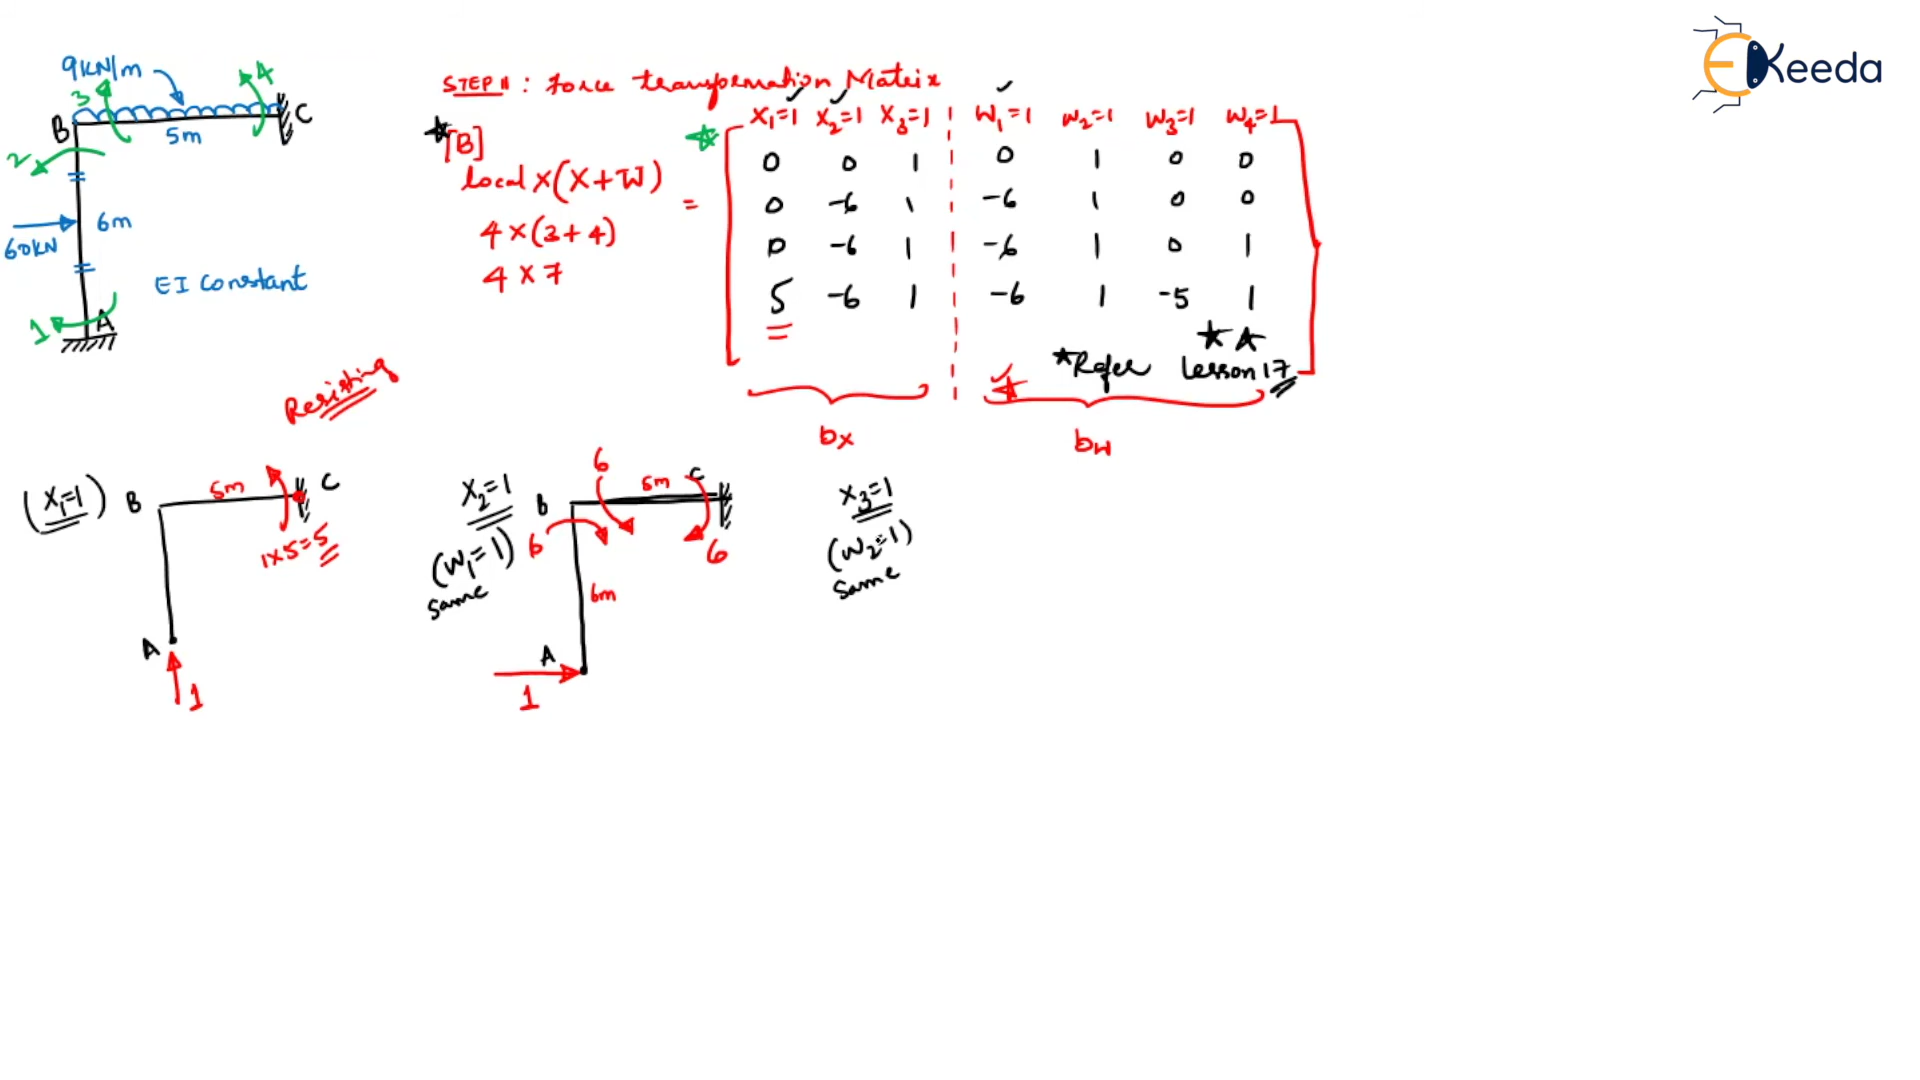 9KN/m
3
4
B
C
5m
2
60KN
6m
EI constant
1
A
STEP II : Force transformation Matrix
[B]
local x (X+W)
4 x (3+4)
4 x 7
=
X₁=1 X₂=1 X₃=1 W₁=1 W₂=1 W₃=1 W₄=1
0 0 1 0 1 0 0
0 -6 1 -6 1 0 0
0 -6 1 -6 1 0 1
5 -6 1 -6 1 -5 1
Refer Lesson 17
bx
bw
Resisting
(X₁=1)
B
5m
C
1x5=5
A
1
X₂=1
(W₁=1)
same
B
6
5m
C
6
6
6m
A
1
X₃=1
(W₂=1)
same
EKeeda